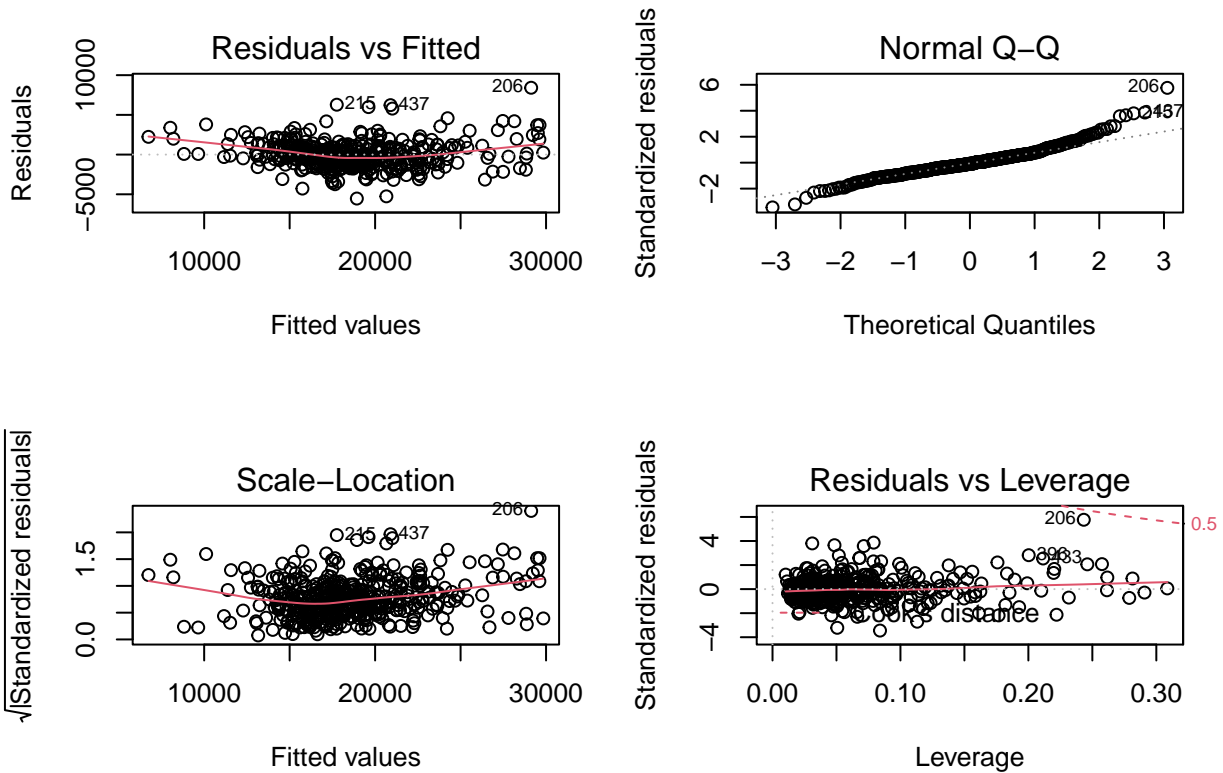 Residuals vs Fitted
Residuals
10000
−5000
206
215
437
10000
20000
30000
Fitted values
Normal Q−Q
Standardized residuals
6
2
−2
206
437
−3
−2
−1
0
1
2
3
Theoretical Quantiles
Scale−Location
√|Standardized residuals|
1.5
0.0
206
215
437
10000
20000
30000
Fitted values
Residuals vs Leverage
Standardized residuals
4
0
−4
206
0.5
Cook's distance
0.00
0.10
0.20
0.30
Leverage